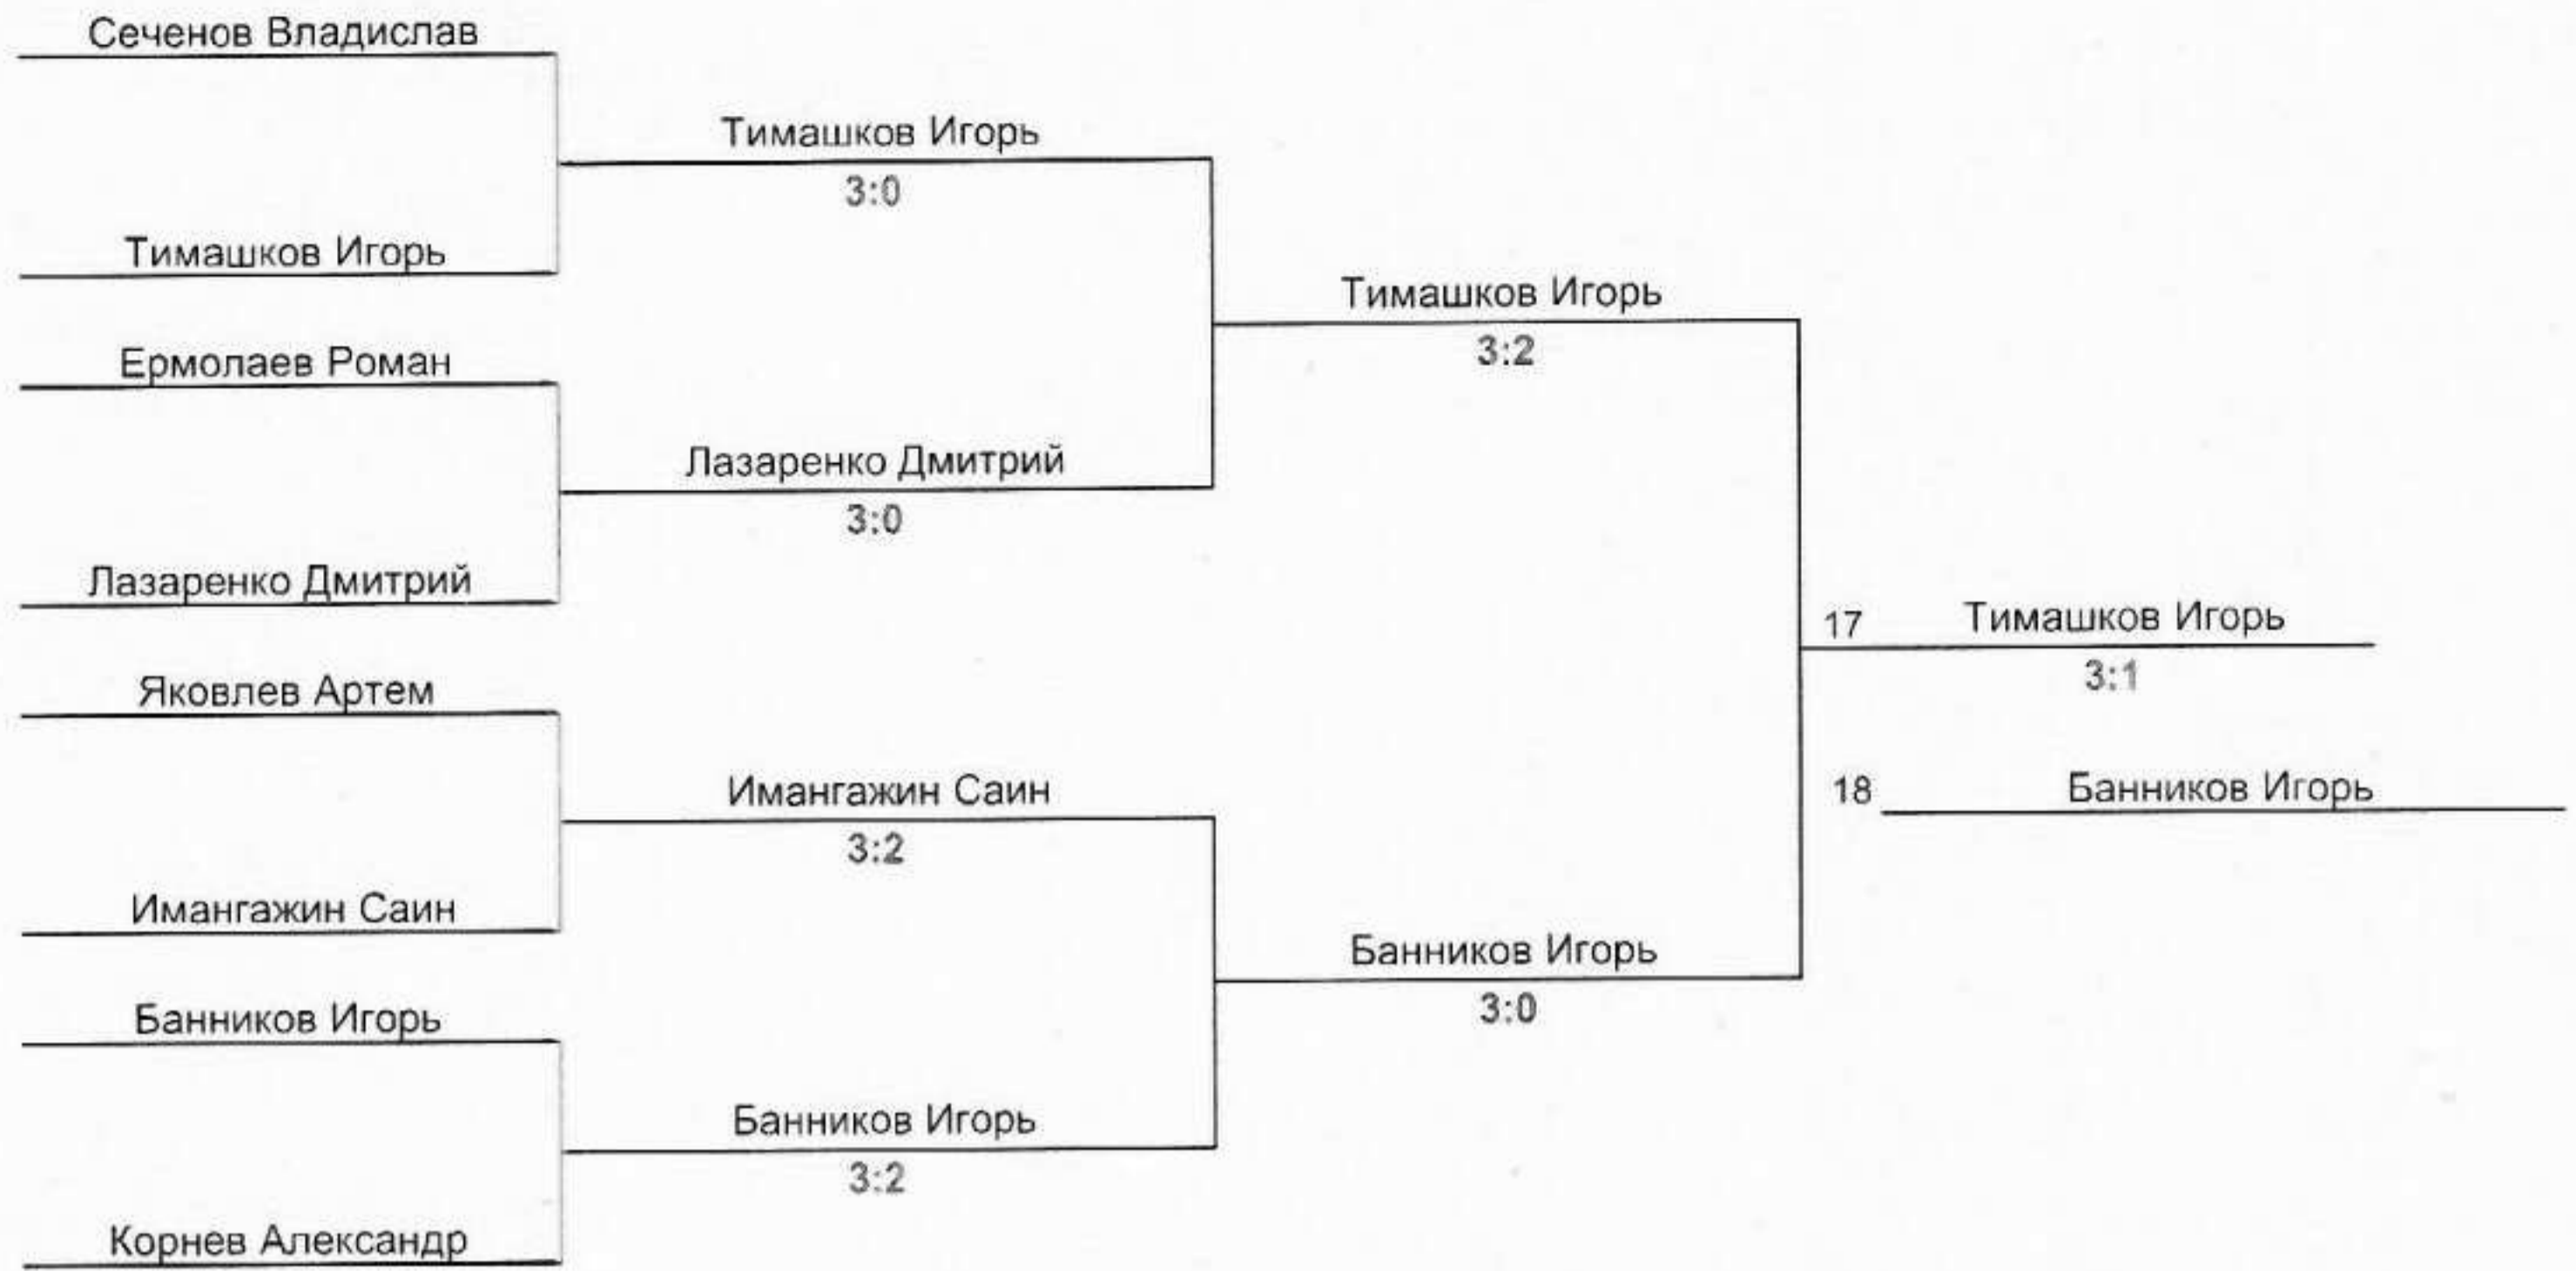 Сеченов Владислав
Тимашков Игорь
3:0
Тимашков Игорь
Тимашков Игорь
3:2
Ермолаев Роман
Лазаренко Дмитрий
3:0
Лазаренко Дмитрий
17 Тимашков Игорь
3:1
Яковлев Артем
Имангажин Саин
3:2
18 Банников Игорь
Имангажин Саин
Банников Игорь
3:0
Банников Игорь
Банников Игорь
3:2
Корнев Александр